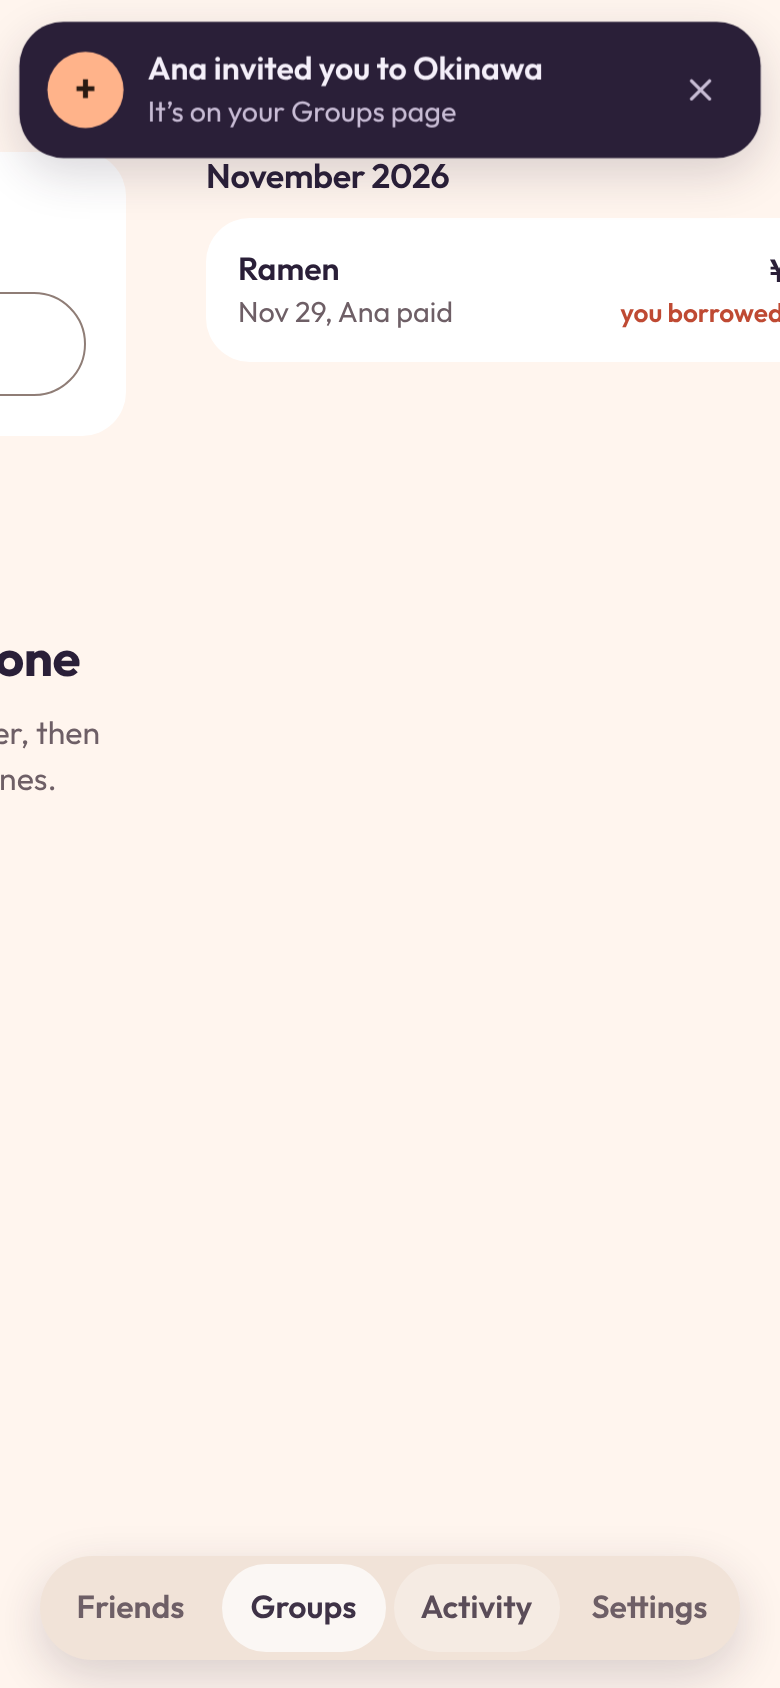 +
Ana invited you to Okinawa
It's on your Groups page
November 2026
Ramen
¥
Nov 29, Ana paid
you borrowed
one
er, then
nes.
Friends
Groups
Activity
Settings